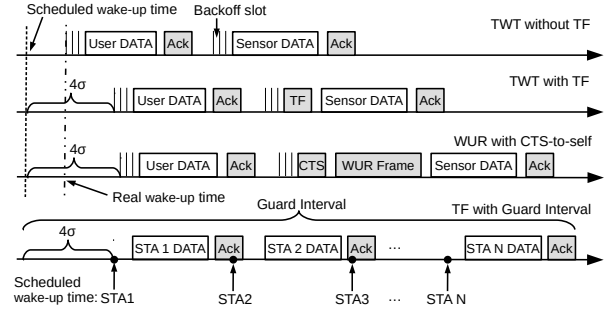 Scheduled wake-up time
Backoff slot
TWT without TF
User DATA Ack Sensor DATA Ack
4σ
TWT with TF
User DATA Ack TF Sensor DATA Ack
4σ
WUR with CTS-to-self
User DATA Ack CTS WUR Frame Sensor DATA Ack
Real wake-up time
Guard Interval
TF with Guard Interval
4σ
STA 1 DATA Ack STA 2 DATA Ack ... STA N DATA Ack
Scheduled
wake-up time: STA1 STA2 STA3 ... STA N